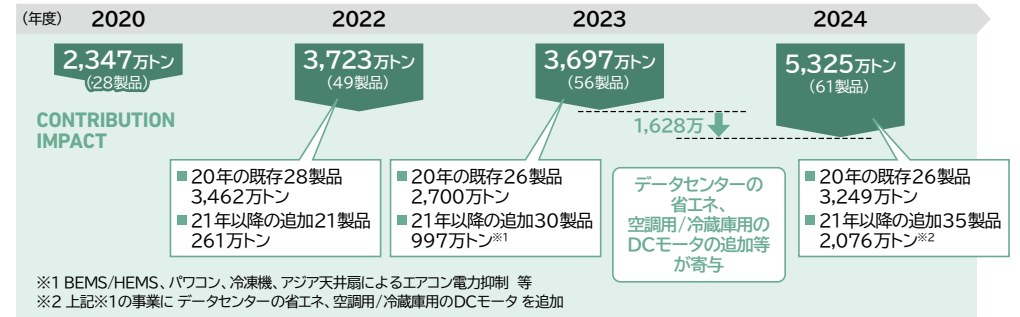 （年度） 2020 2022 2023 2024
2,347万トン
（28製品）
3,723万トン
（49製品）
3,697万トン
（56製品）
5,325万トン
（61製品）
CONTRIBUTION
IMPACT
1,628万
■20年の既存28製品
3,462万トン
■21年以降の追加21製品
261万トン
■20年の既存26製品
2,700万トン
■21年以降の追加30製品
997万トン※1
データセンターの
省エネ、
空調用/冷蔵庫用の
DCモータの追加等
が寄与
■20年の既存26製品
3,249万トン
■21年以降の追加35製品
2,076万トン※2
※1 BEMS/HEMS、パワコン、冷凍機、アジア天井扇によるエアコン電力抑制 等
※2 上記※1の事業に データセンターの省エネ、空調用/冷蔵庫用のDCモータ を追加